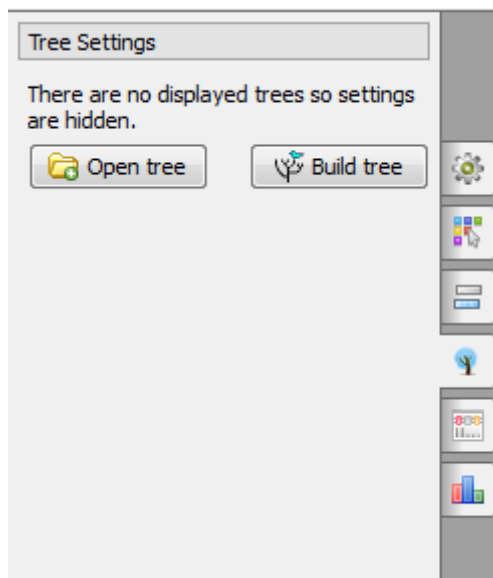 Tree Settings
There are no displayed trees so settings
are hidden.
Open tree
Build tree